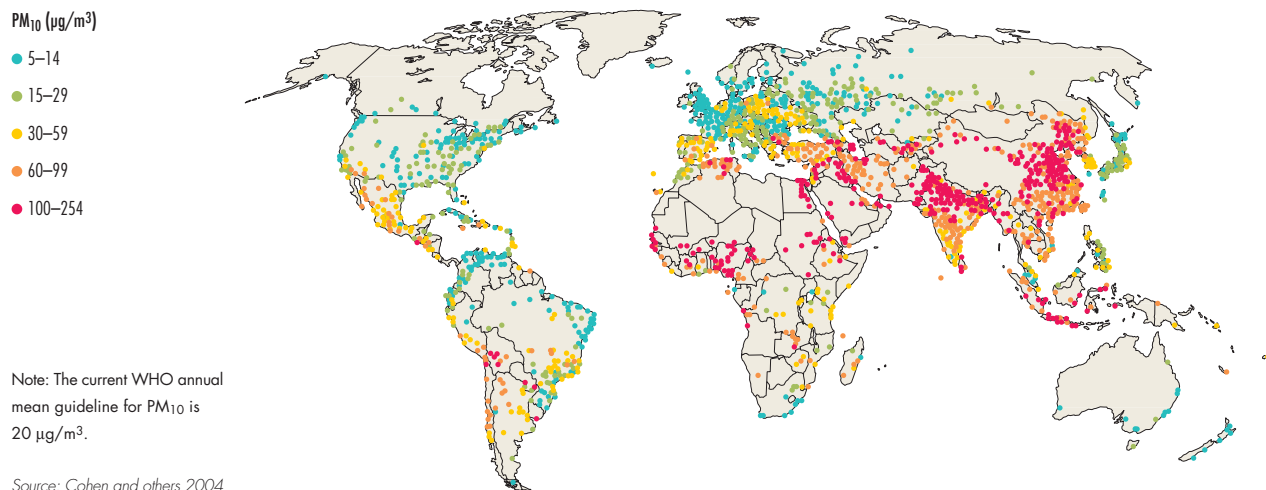 PM₁₀ (µg/m³)
5–14
15–29
30–59
60–99
100–254
Note: The current WHO annual
mean guideline for PM₁₀ is
20 µg/m³.
Source: Cohen and others 2004